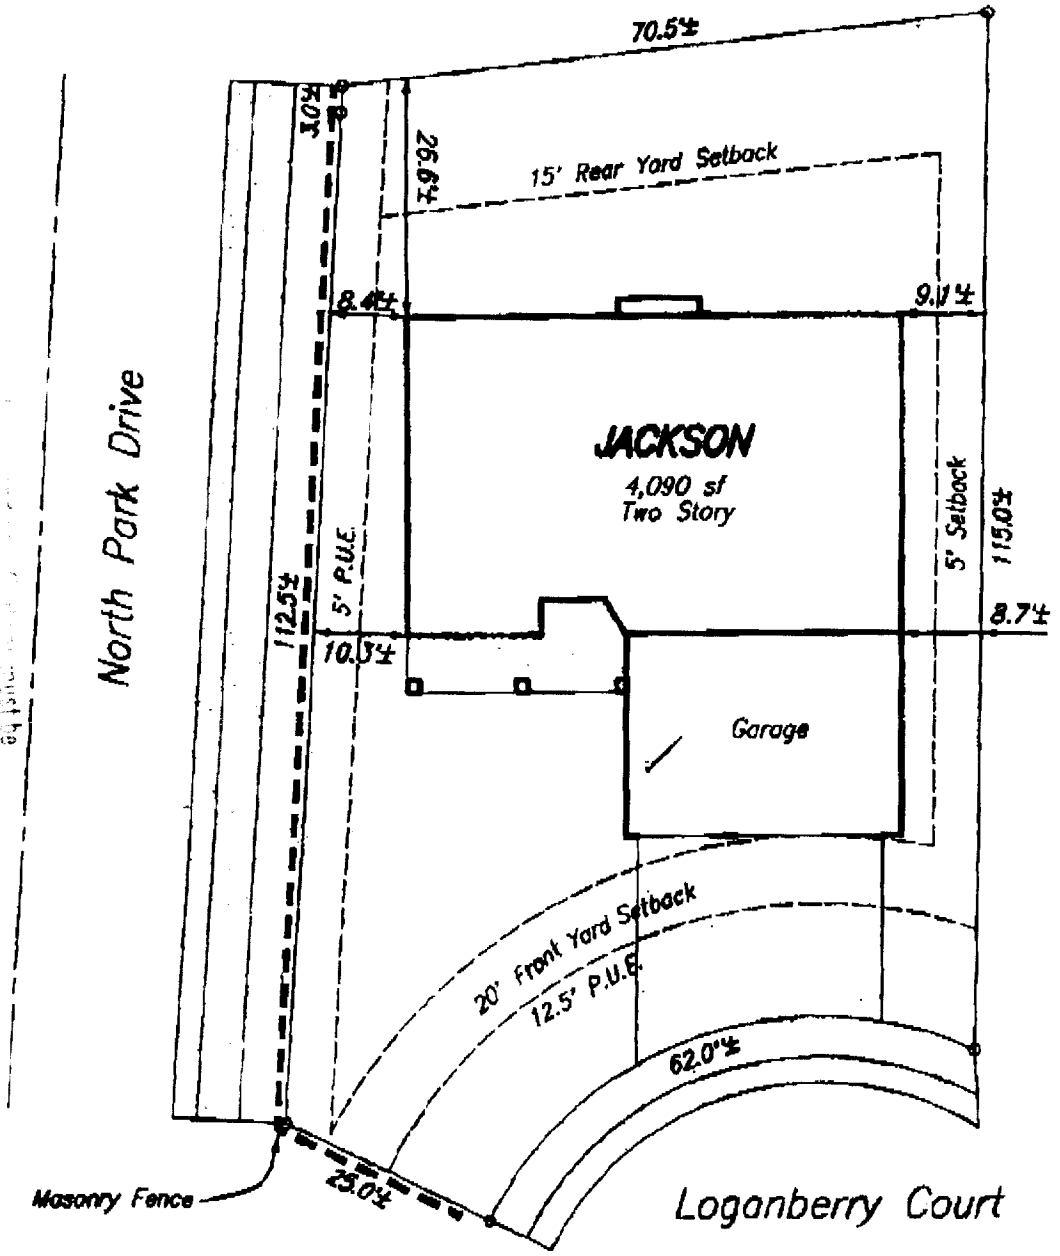 70.5'±
3.0'±
26.6'±
15' Rear Yard Setback
8.4'±
9.1'±
North Park Drive
JACKSON
4,090 sf
Two Story
5' Setback
115.0'±
5' P.U.E.
112.5'±
10.3'±
8.7'±
Garage
20' Front Yard Setback
12.5' P.U.E.
62.0'±
25.0'±
Masonry Fence
Loganberry Court